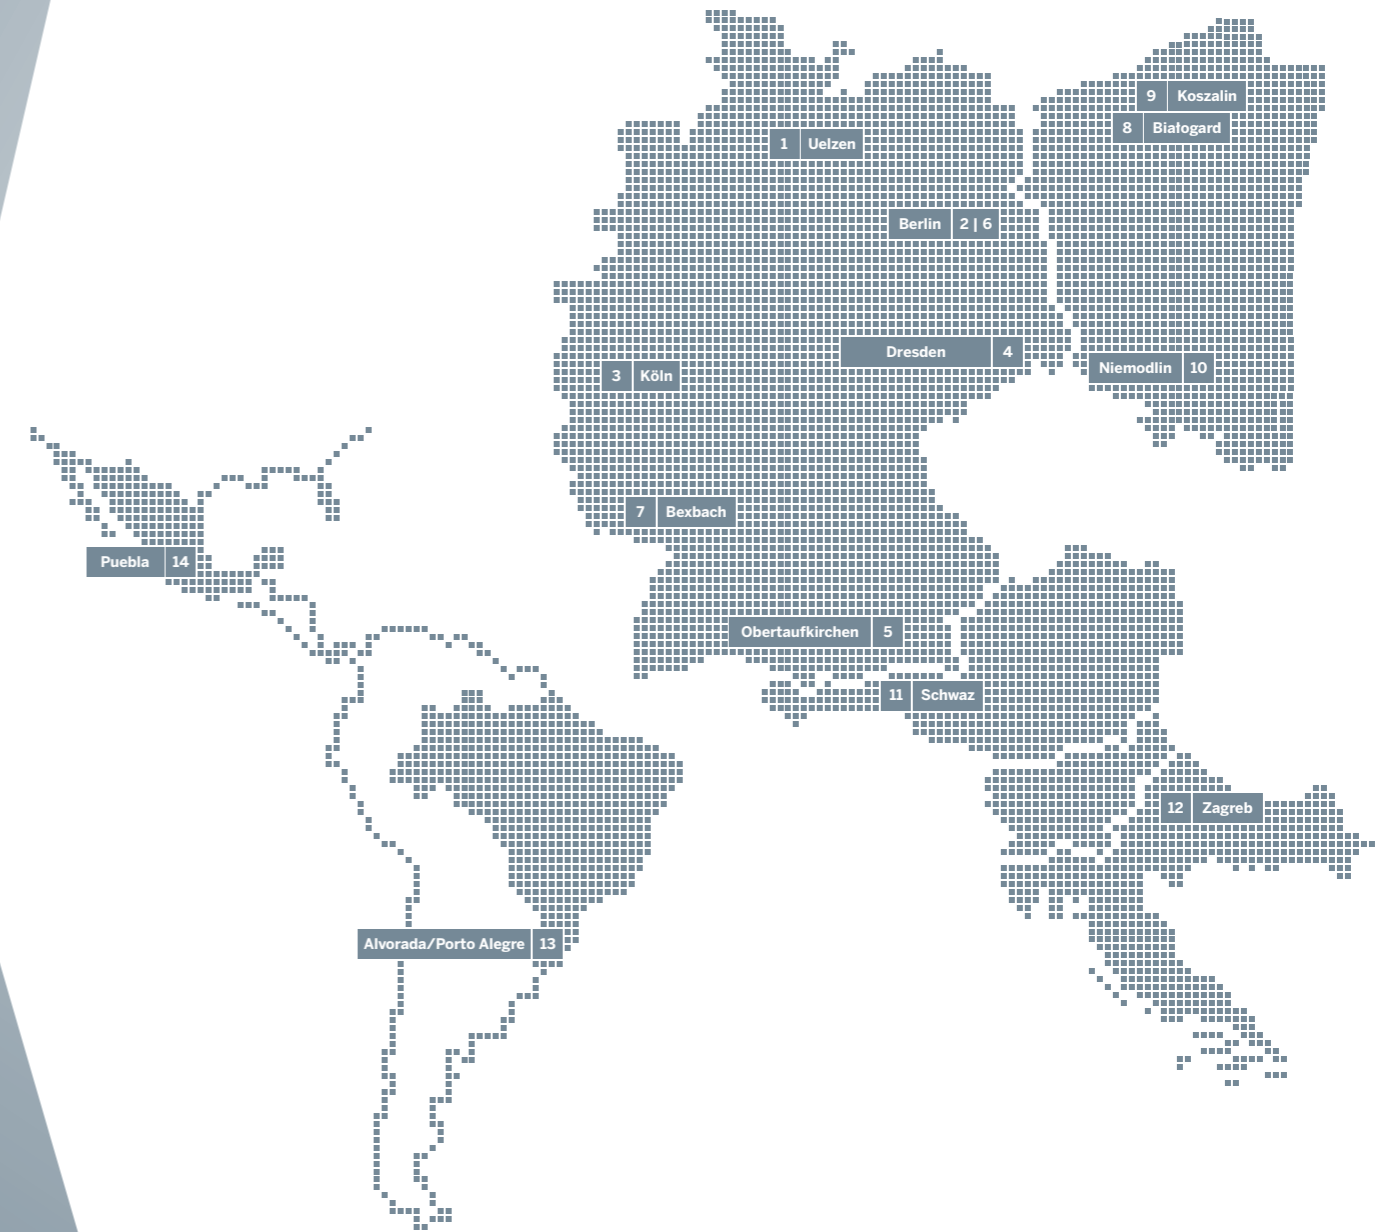 9 Koszalin
8 Białogard
1 Uelzen
Berlin 2 | 6
Dresden 4
Niemodlin 10
3 Köln
7 Bexbach
Puebla 14
Obertaufkirchen 5
11 Schwaz
12 Zagreb
Alvorada/Porto Alegre 13